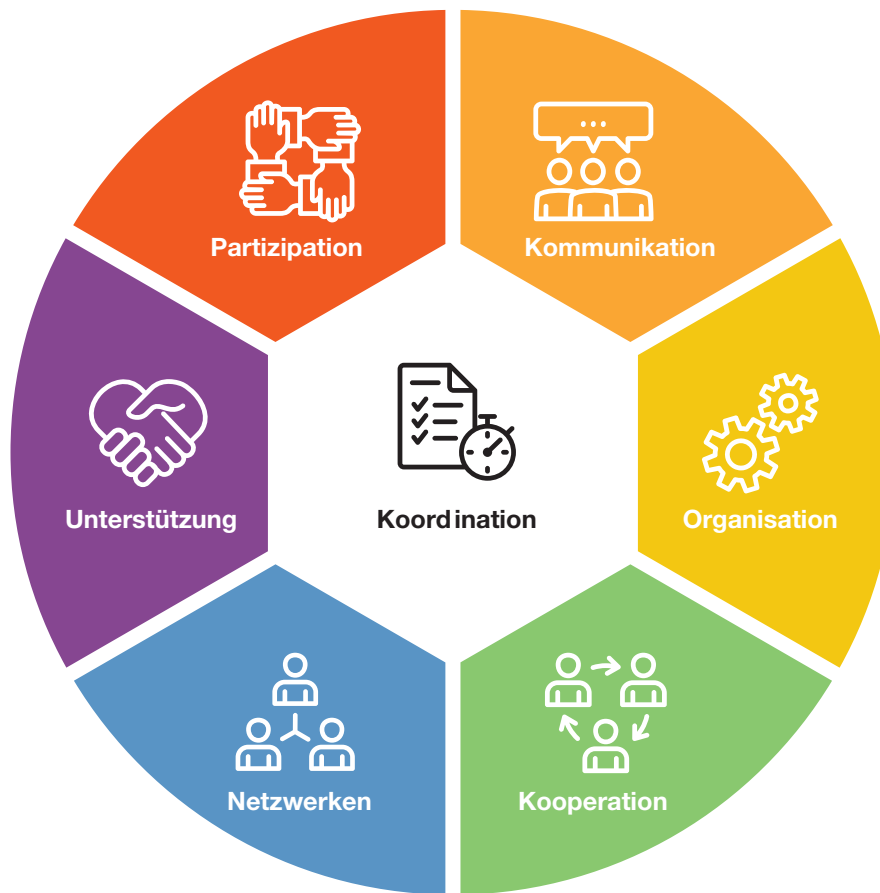 Partizipation
Kommunikation
Unterstützung
Koordination
Organisation
Netzwerken
Kooperation